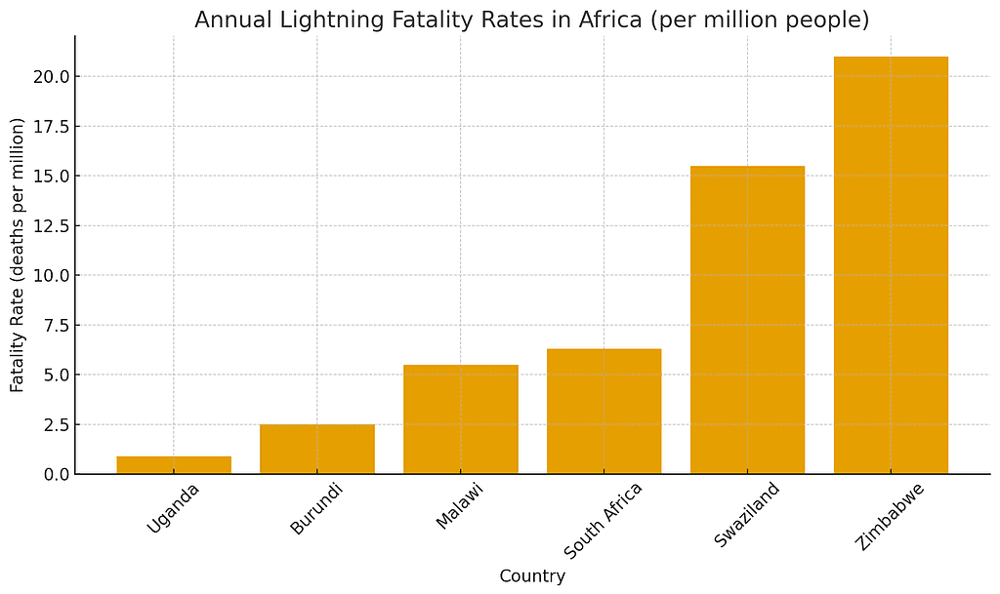 Annual Lightning Fatality Rates in Africa (per million people)
Fatality Rate (deaths per million)
20.0
17.5
15.0
12.5
10.0
7.5
5.0
2.5
0.0
Uganda
Burundi
Malawi
South Africa
Swaziland
Zimbabwe
Country